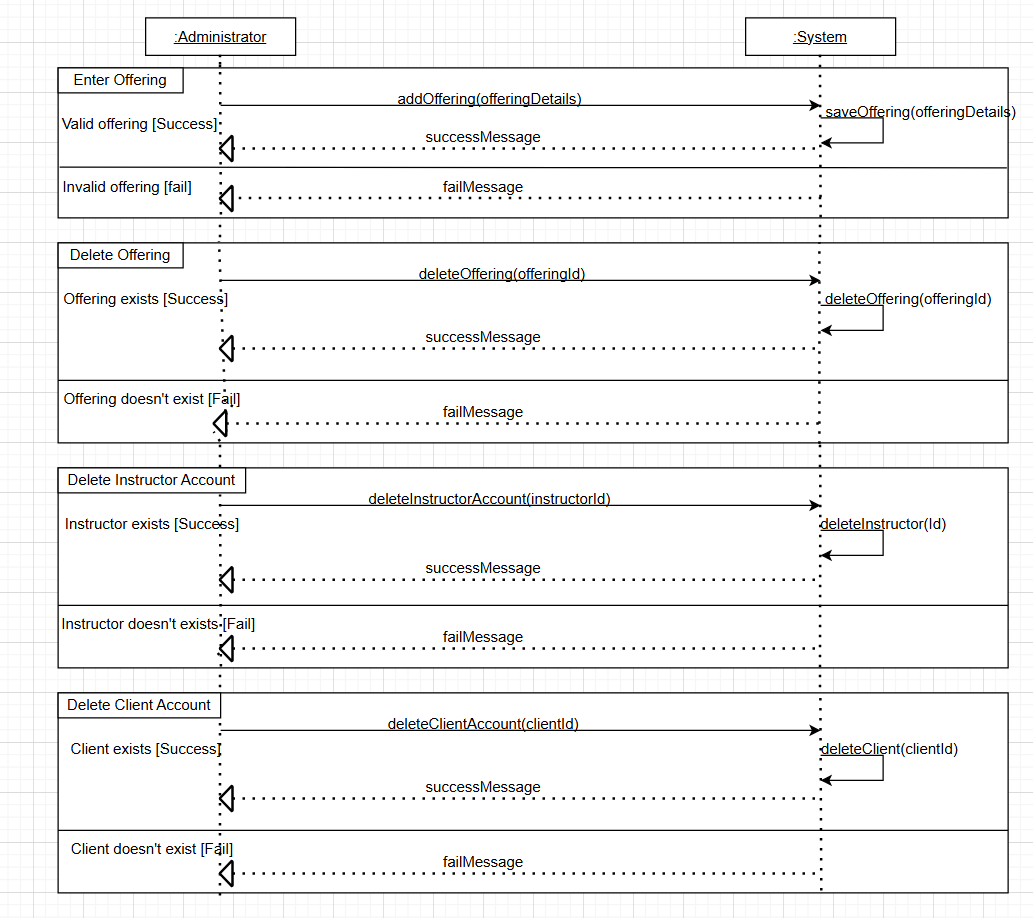 :Administrator
:System
Enter Offering
addOffering(offeringDetails)
saveOffering(offeringDetails)
Valid offering [Success]
successMessage
Invalid offering [fail]
failMessage
Delete Offering
deleteOffering(offeringId)
Offering exists [Success]
deleteOffering(offeringId)
successMessage
Offering doesn't exist [Fail]
failMessage
Delete Instructor Account
deleteInstructorAccount(instructorId)
Instructor exists [Success]
deleteInstructor(Id)
successMessage
Instructor doesn't exists [Fail]
failMessage
Delete Client Account
deleteClientAccount(clientId)
Client exists [Success]
deleteClient(clientId)
successMessage
Client doesn't exist [Fail]
failMessage